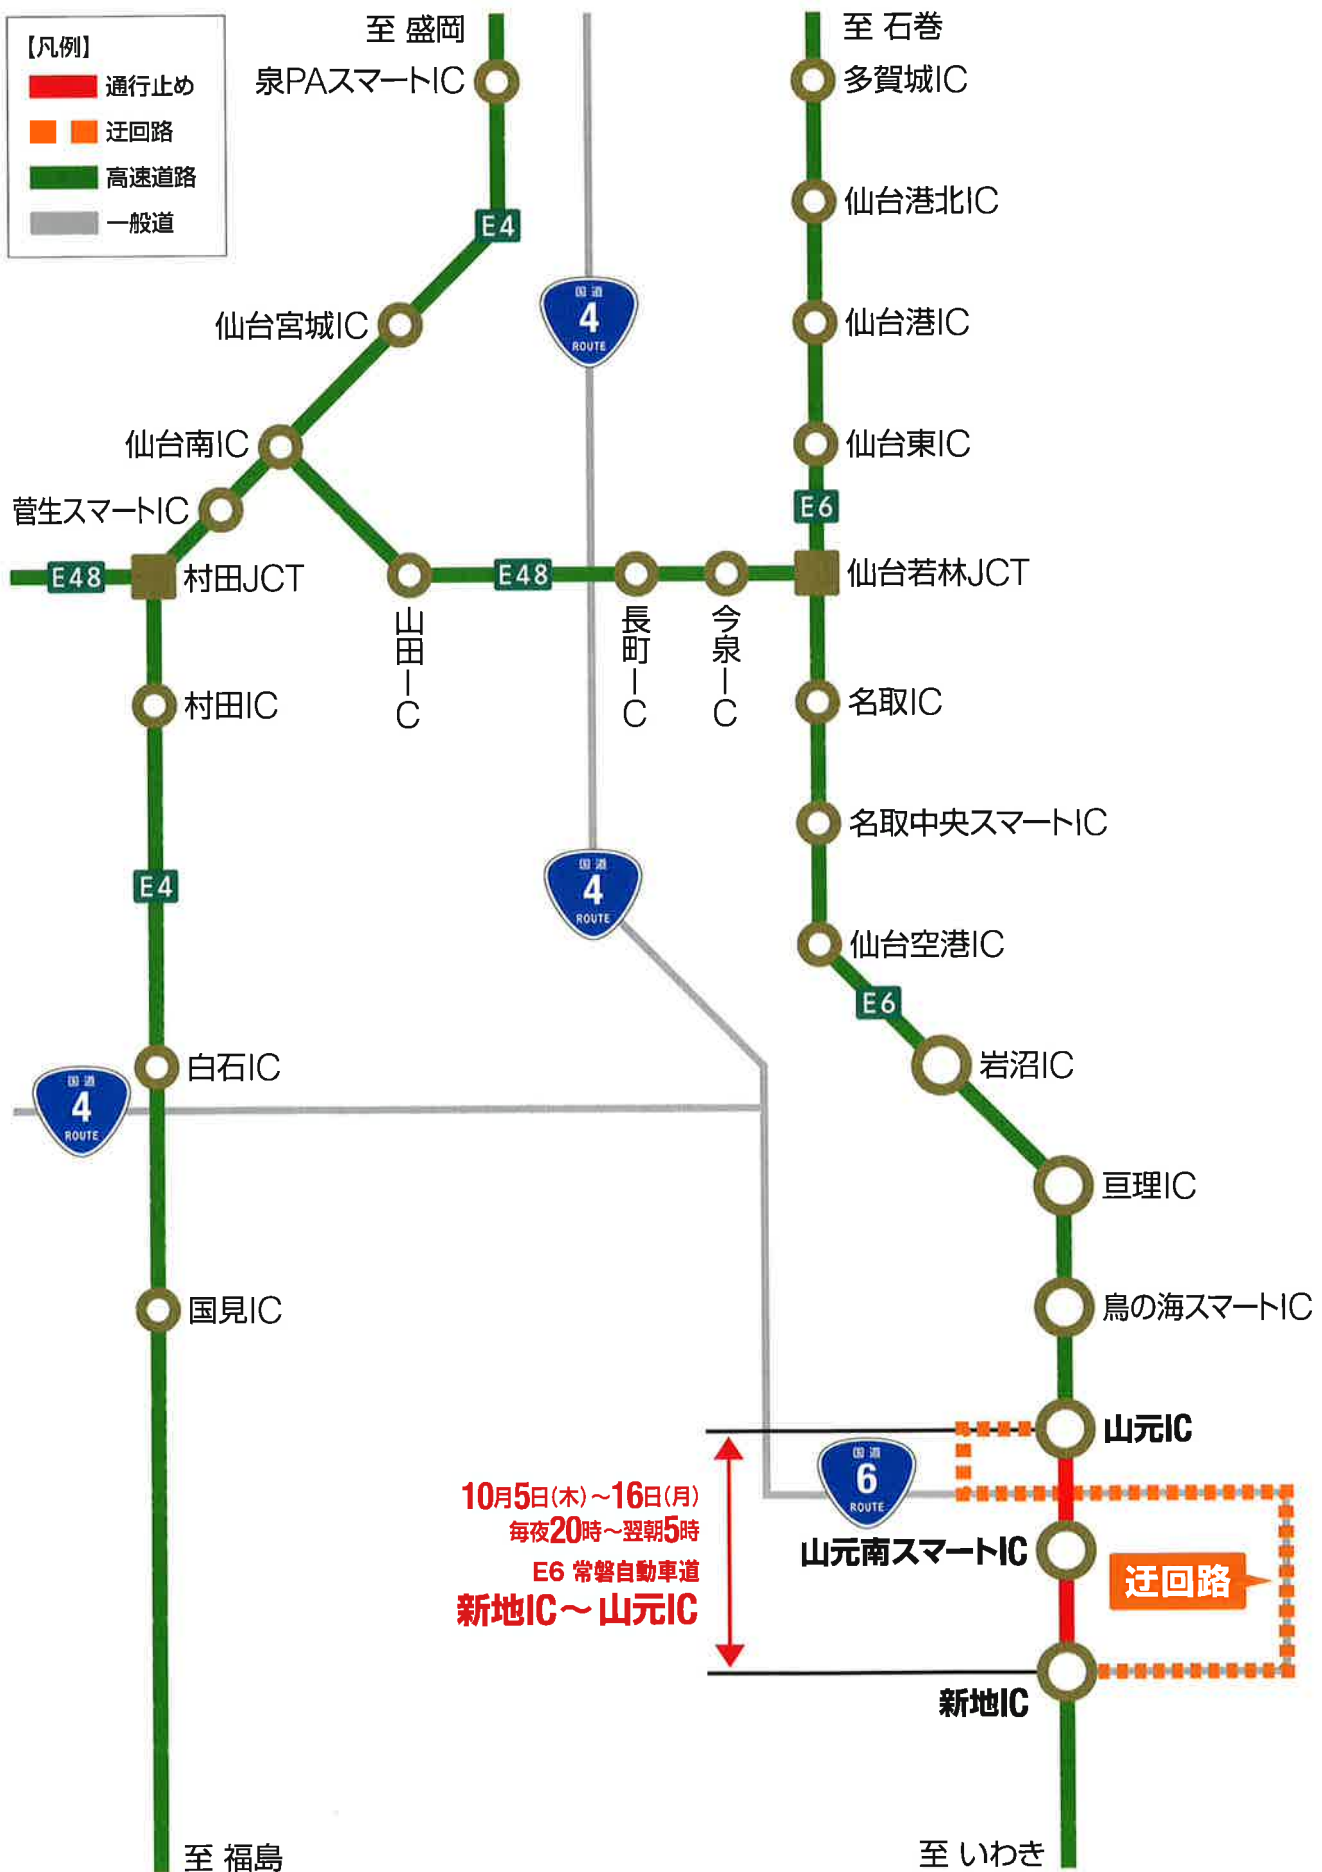 【凡例】
通行止め
迂回路
高速道路
一般道
至 盛岡
泉PAスマートIC
E4
仙台宮城IC
仙台南IC
菅生スマートIC
E48
村田JCT
村田IC
E4
白石IC
国道
4
ROUTE
国見IC
至 福島
国道
4
ROUTE
山田IC
E48
長町IC
今泉IC
国道
4
ROUTE
至 石巻
多賀城IC
仙台港北IC
仙台港IC
仙台東IC
E6
仙台若林JCT
名取IC
名取中央スマートIC
仙台空港IC
E6
岩沼IC
亘理IC
鳥の海スマートIC
山元IC
国道
6
ROUTE
10月5日(木)～16日(月)
毎夜20時～翌朝5時
E6 常磐自動車道
新地IC～山元IC
山元南スマートIC
迂回路
新地IC
至 いわき